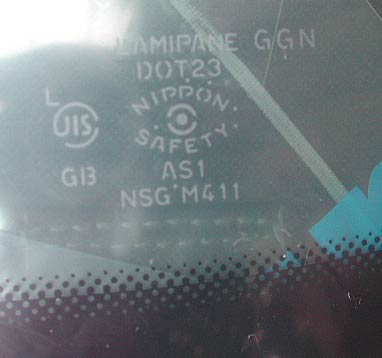 LAMIPANE GGN
DOT23
NIPPON
SAFETY
L
JIS
GB
AS1
NSG M411